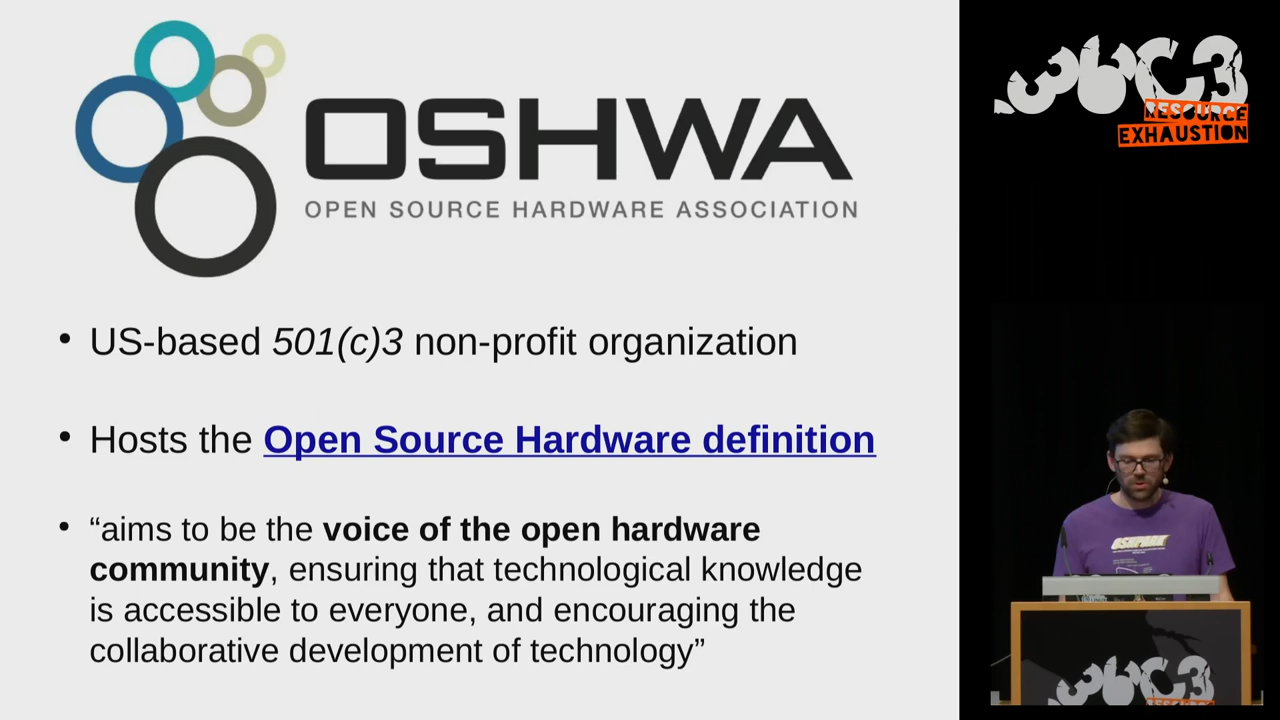 OSHWA
OPEN SOURCE HARDWARE ASSOCIATION
• US-based 501(c)3 non-profit organization
• Hosts the Open Source Hardware definition
• “aims to be the voice of the open hardware
community, ensuring that technological knowledge
is accessible to everyone, and encouraging the
collaborative development of technology”
36C3
RESOURCE
EXHAUSTION
OSHPARK
36C3